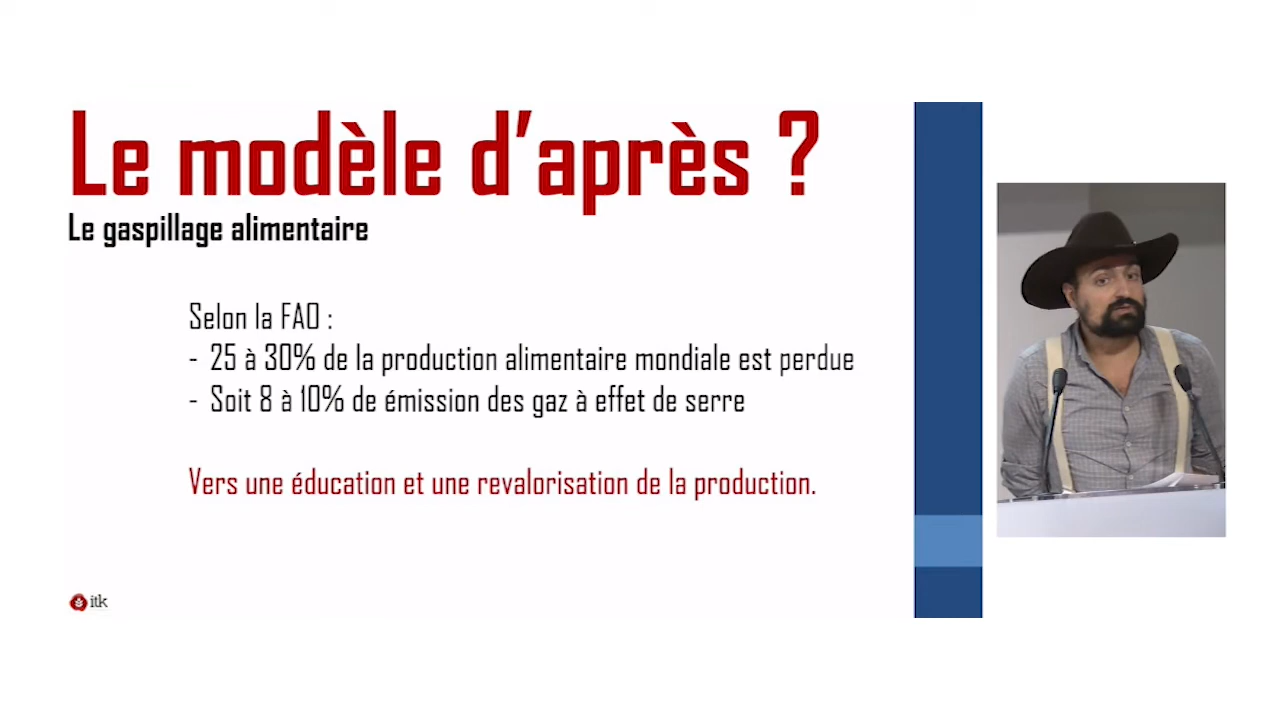 Le modèle d'après ?
Le gaspillage alimentaire
Selon la FAO :
- 25 à 30% de la production alimentaire mondiale est perdue
- Soit 8 à 10% de émission des gaz à effet de serre
Vers une éducation et une revalorisation de la production.
itk